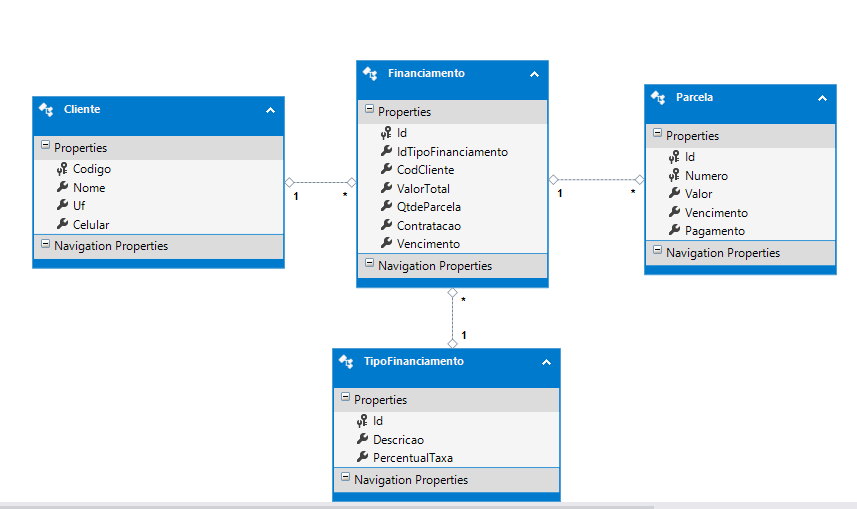 Cliente
Properties
Codigo
Nome
Uf
Celular
Navigation Properties
1
*
Financiamento
Properties
Id
IdTipoFinanciamento
CodCliente
ValorTotal
QtdeParcela
Contratacao
Vencimento
Navigation Properties
1
*
Parcela
Properties
Id
Numero
Valor
Vencimento
Pagamento
Navigation Properties
*
1
TipoFinanciamento
Properties
Id
Descricao
PercentualTaxa
Navigation Properties